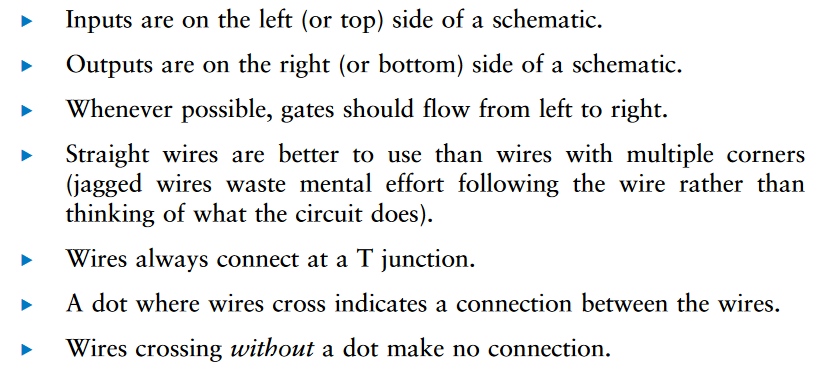 ▶ Inputs are on the left (or top) side of a schematic.
▶ Outputs are on the right (or bottom) side of a schematic.
▶ Whenever possible, gates should flow from left to right.
▶ Straight wires are better to use than wires with multiple corners
(jagged wires waste mental effort following the wire rather than
thinking of what the circuit does).
▶ Wires always connect at a T junction.
▶ A dot where wires cross indicates a connection between the wires.
▶ Wires crossing without a dot make no connection.